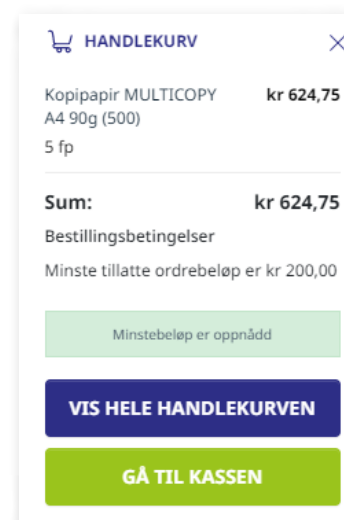 HANDLEKURV
Kopipapir MULTICOPY kr 624,75
A4 90g (500)
5 fp
Sum: kr 624,75
Bestillingsbetingelser
Minste tillatte ordrebeløp er kr 200,00
Minstebeløp er oppnådd
VIS HELE HANDLEKURVEN
GÅ TIL KASSEN